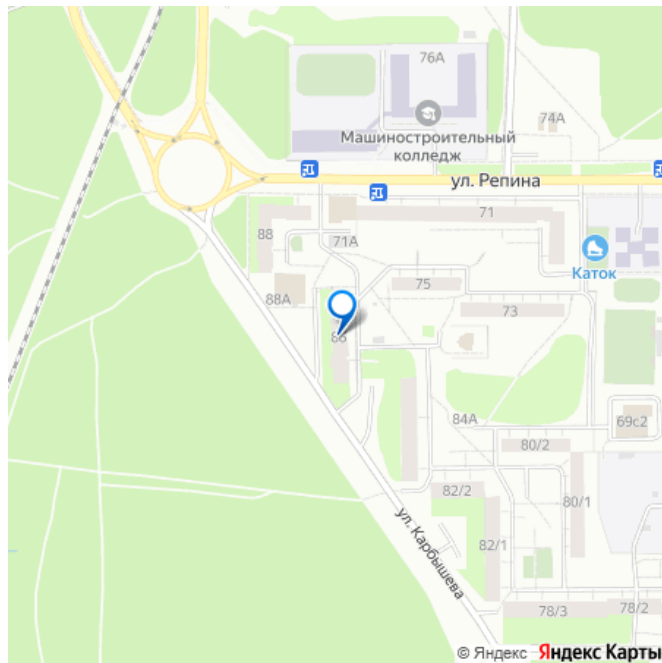 76А
74А
Машиностроительный
колледж
ул. Репина
71
88
71А
Каток
75
88А
73
86
84А
69с2
80/2
82/2
80/1
ул. Карбышева
82/1
78/3
78/2
© Яндекс Яндекс Карты